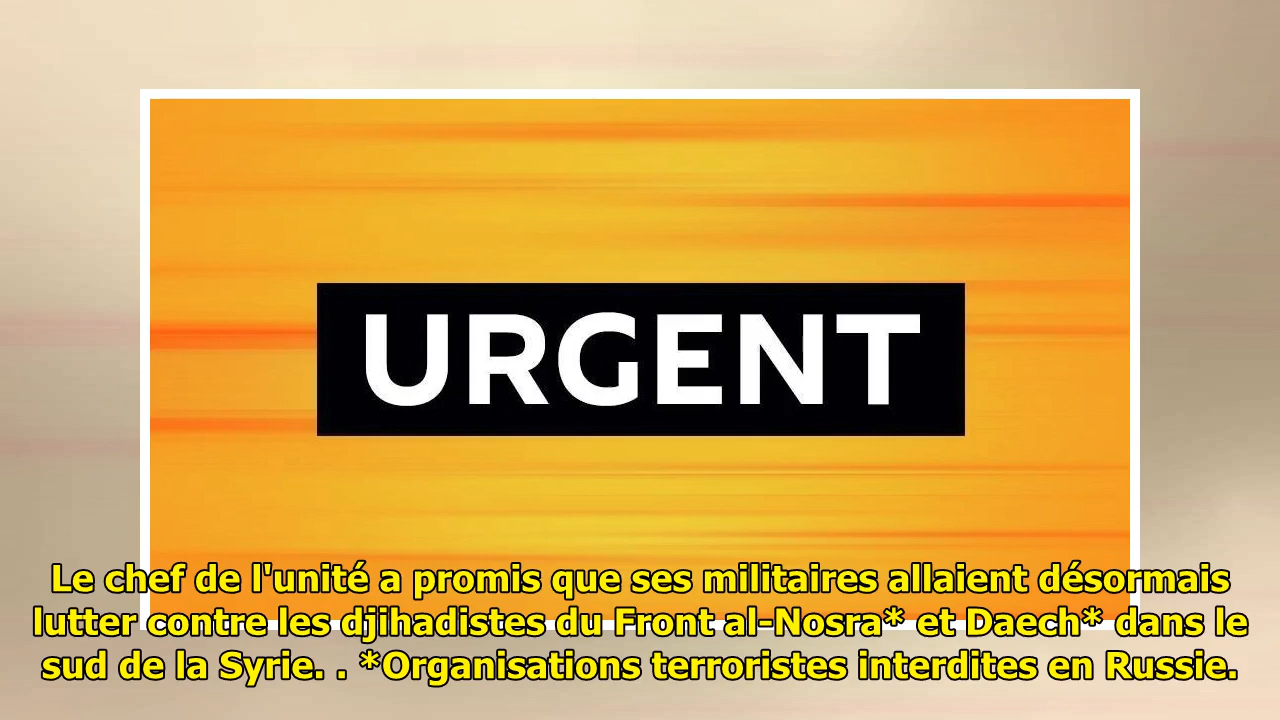 URGENT
Le chef de l'unité a promis que ses militaires allaient désormais
lutter contre les djihadistes du Front al-Nosra* et Daech* dans le
sud de la Syrie. . *Organisations terroristes interdites en Russie.